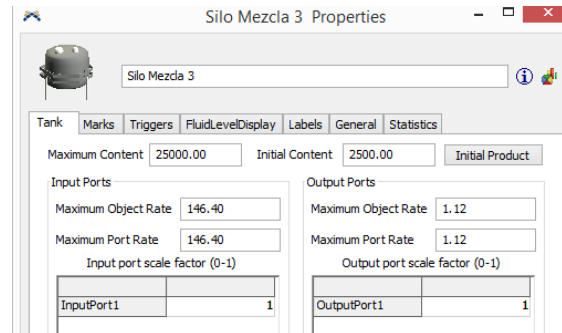 Silo Mezcla 3 Properties
Silo Mezcla 3
Tank Marks Triggers FluidLevelDisplay Labels General Statistics
Maximum Content 25000.00 Initial Content 2500.00 Initial Product
Input Ports Output Ports
Maximum Object Rate 146.40 Maximum Object Rate 1.12
Maximum Port Rate 146.40 Maximum Port Rate 1.12
Input port scale factor (0-1) Output port scale factor (0-1)
InputPort1 1 OutputPort1 1